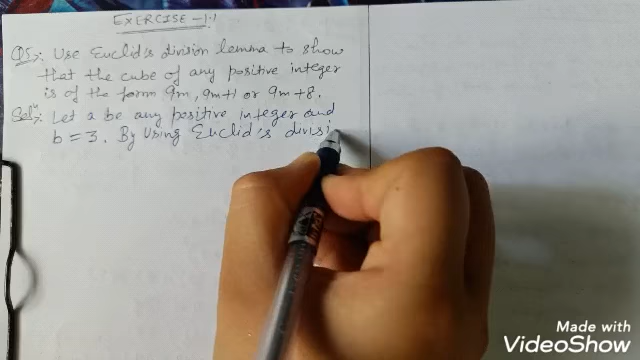 EXERCISE - 1.1
Q5:- Use Euclid's division lemma to show
that the cube of any positive integer
is of the form 9m, 9m+1 or 9m+8.
Solⁿ:- Let a be any positive integer and
b = 3. By using Euclid's divisi
Made with
VideoShow